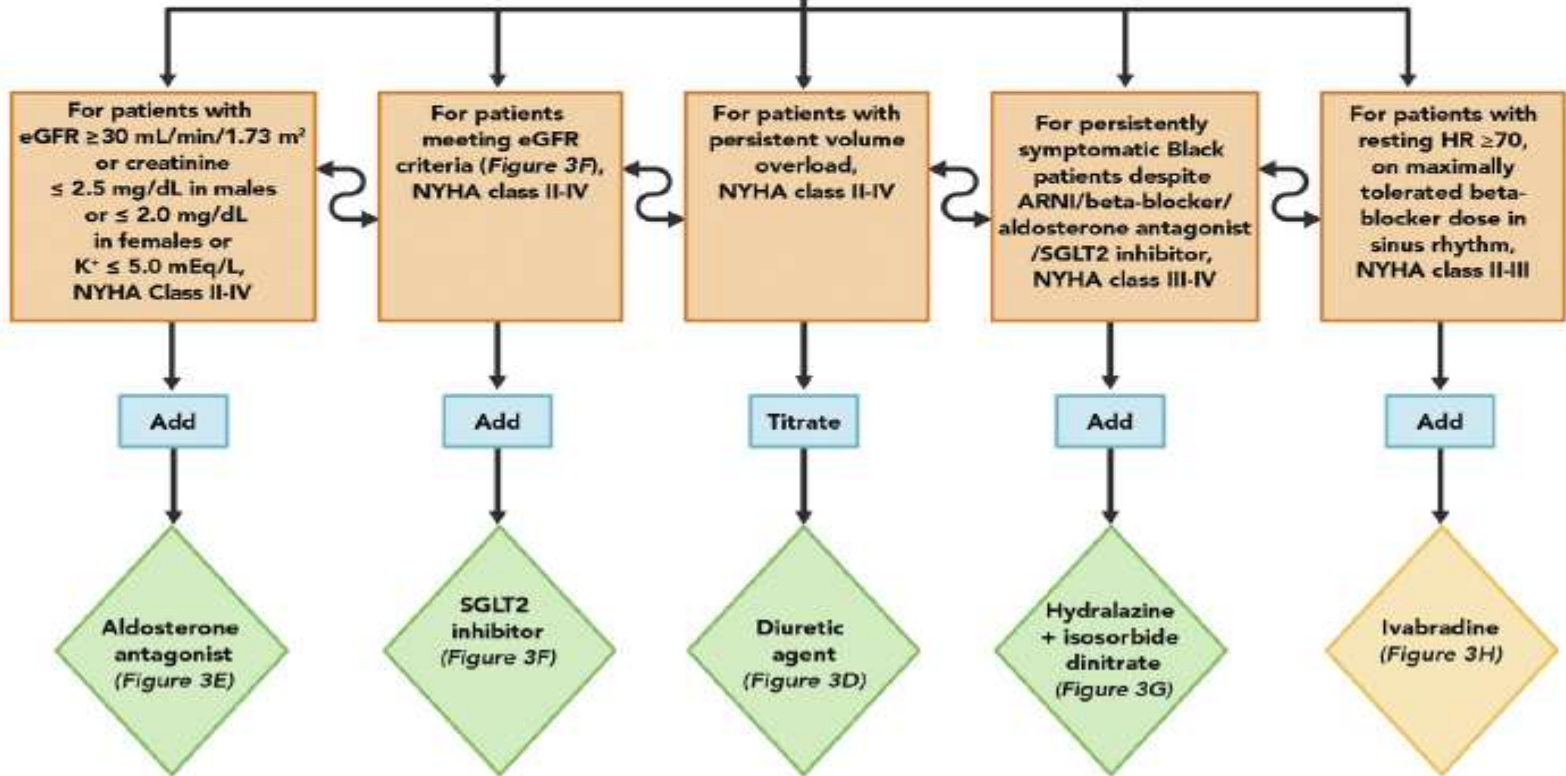 For patients with
eGFR ≥30 mL/min/1.73 m²
or creatinine
≤ 2.5 mg/dL in males
or ≤ 2.0 mg/dL
in females or
K⁺ ≤ 5.0 mEq/L,
NYHA Class II-IV
For patients
meeting eGFR
criteria (Figure 3F),
NYHA class II-IV
For patients with
persistent volume
overload,
NYHA class II-IV
For persistently
symptomatic Black
patients despite
ARNI/beta-blocker/
aldosterone antagonist
/SGLT2 inhibitor,
NYHA class III-IV
For patients with
resting HR ≥70,
on maximally
tolerated beta-
blocker dose in
sinus rhythm,
NYHA class II-III
Add
Add
Titrate
Add
Add
Aldosterone
antagonist
(Figure 3E)
SGLT2
inhibitor
(Figure 3F)
Diuretic
agent
(Figure 3D)
Hydralazine
+ isosorbide
dinitrate
(Figure 3G)
Ivabradine
(Figure 3H)